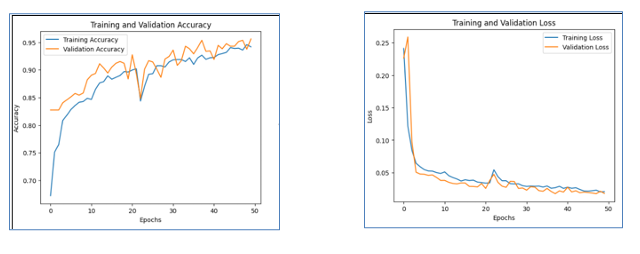 Training and Validation Accuracy
Training Accuracy
Validation Accuracy
0.95
0.90
0.85
0.80
0.75
0.70
Accuracy
0
10
20
30
40
50
Epochs
Training and Validation Loss
Training Loss
Validation Loss
0.25
0.20
0.15
0.10
0.05
Loss
0
10
20
30
40
50
Epochs